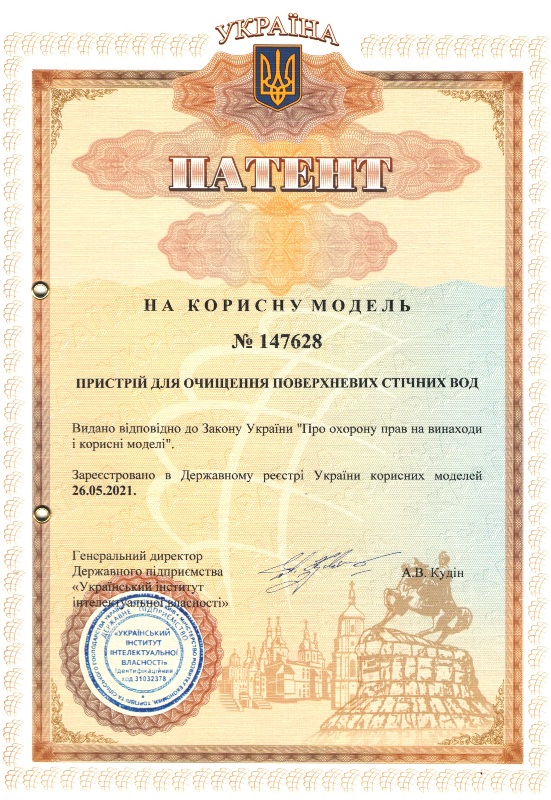 УКРАЇНА
ПАТЕНТ
НА КОРИСНУ МОДЕЛЬ
№ 147628
ПРИСТРІЙ ДЛЯ ОЧИЩЕННЯ ПОВЕРХНЕВИХ СТІЧНИХ ВОД
Видано відповідно до Закону України "Про охорону прав на винаходи
і корисні моделі".
Зареєстровано в Державному реєстрі України корисних моделей
26.05.2021.
Генеральний директор
Державного підприємства
«Український інститут
інтелектуальної власності»
А.В. Кудін
ДЕРЖАВНЕ ПІДПРИЄМСТВО
«УКРАЇНСЬКИЙ
ІНСТИТУТ
ІНТЕЛЕКТУАЛЬНОЇ
ВЛАСНОСТІ»
Ідентифікаційний
код 31032378